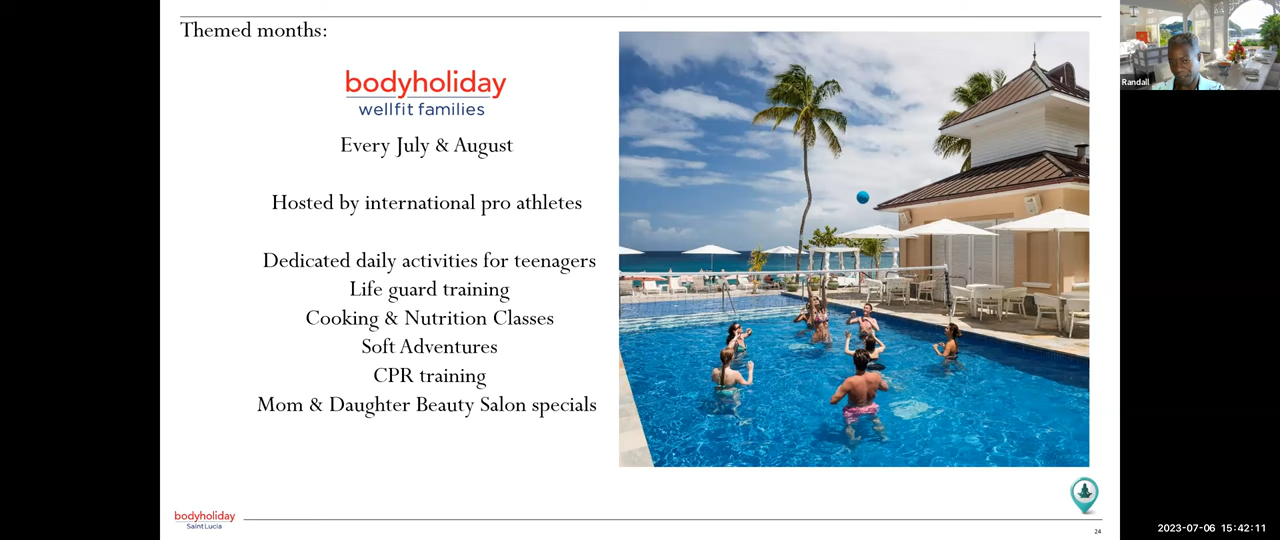 Themed months:
bodyholiday
wellfit families
Every July & August
Hosted by international pro athletes
Dedicated daily activities for teenagers
Life guard training
Cooking & Nutrition Classes
Soft Adventures
CPR training
Mom & Daughter Beauty Salon specials
bodyholiday
Saint Lucia
24
Randall
2023-07-06 15:42:11